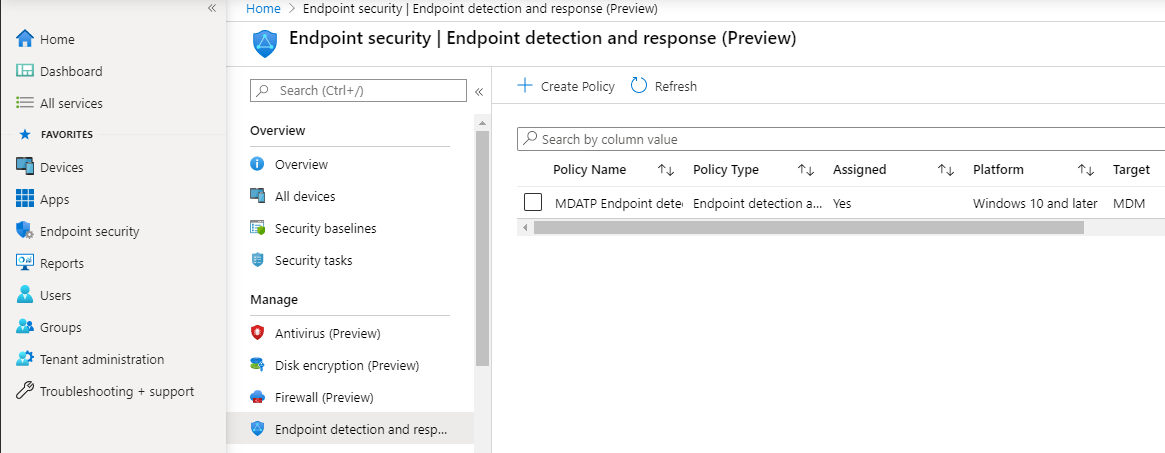 Home > Endpoint security | Endpoint detection and response (Preview)
Endpoint security | Endpoint detection and response (Preview)
«
Home
Dashboard
All services
FAVORITES
Devices
Apps
Endpoint security
Reports
Users
Groups
Tenant administration
Troubleshooting + support
Search (Ctrl+/)
«
Overview
Overview
All devices
Security baselines
Security tasks
Manage
Antivirus (Preview)
Disk encryption (Preview)
Firewall (Preview)
Endpoint detection and resp...
Create Policy Refresh
Search by column value
Policy Name Policy Type Assigned Platform Target
MDATP Endpoint dete Endpoint detection a... Yes Windows 10 and later MDM